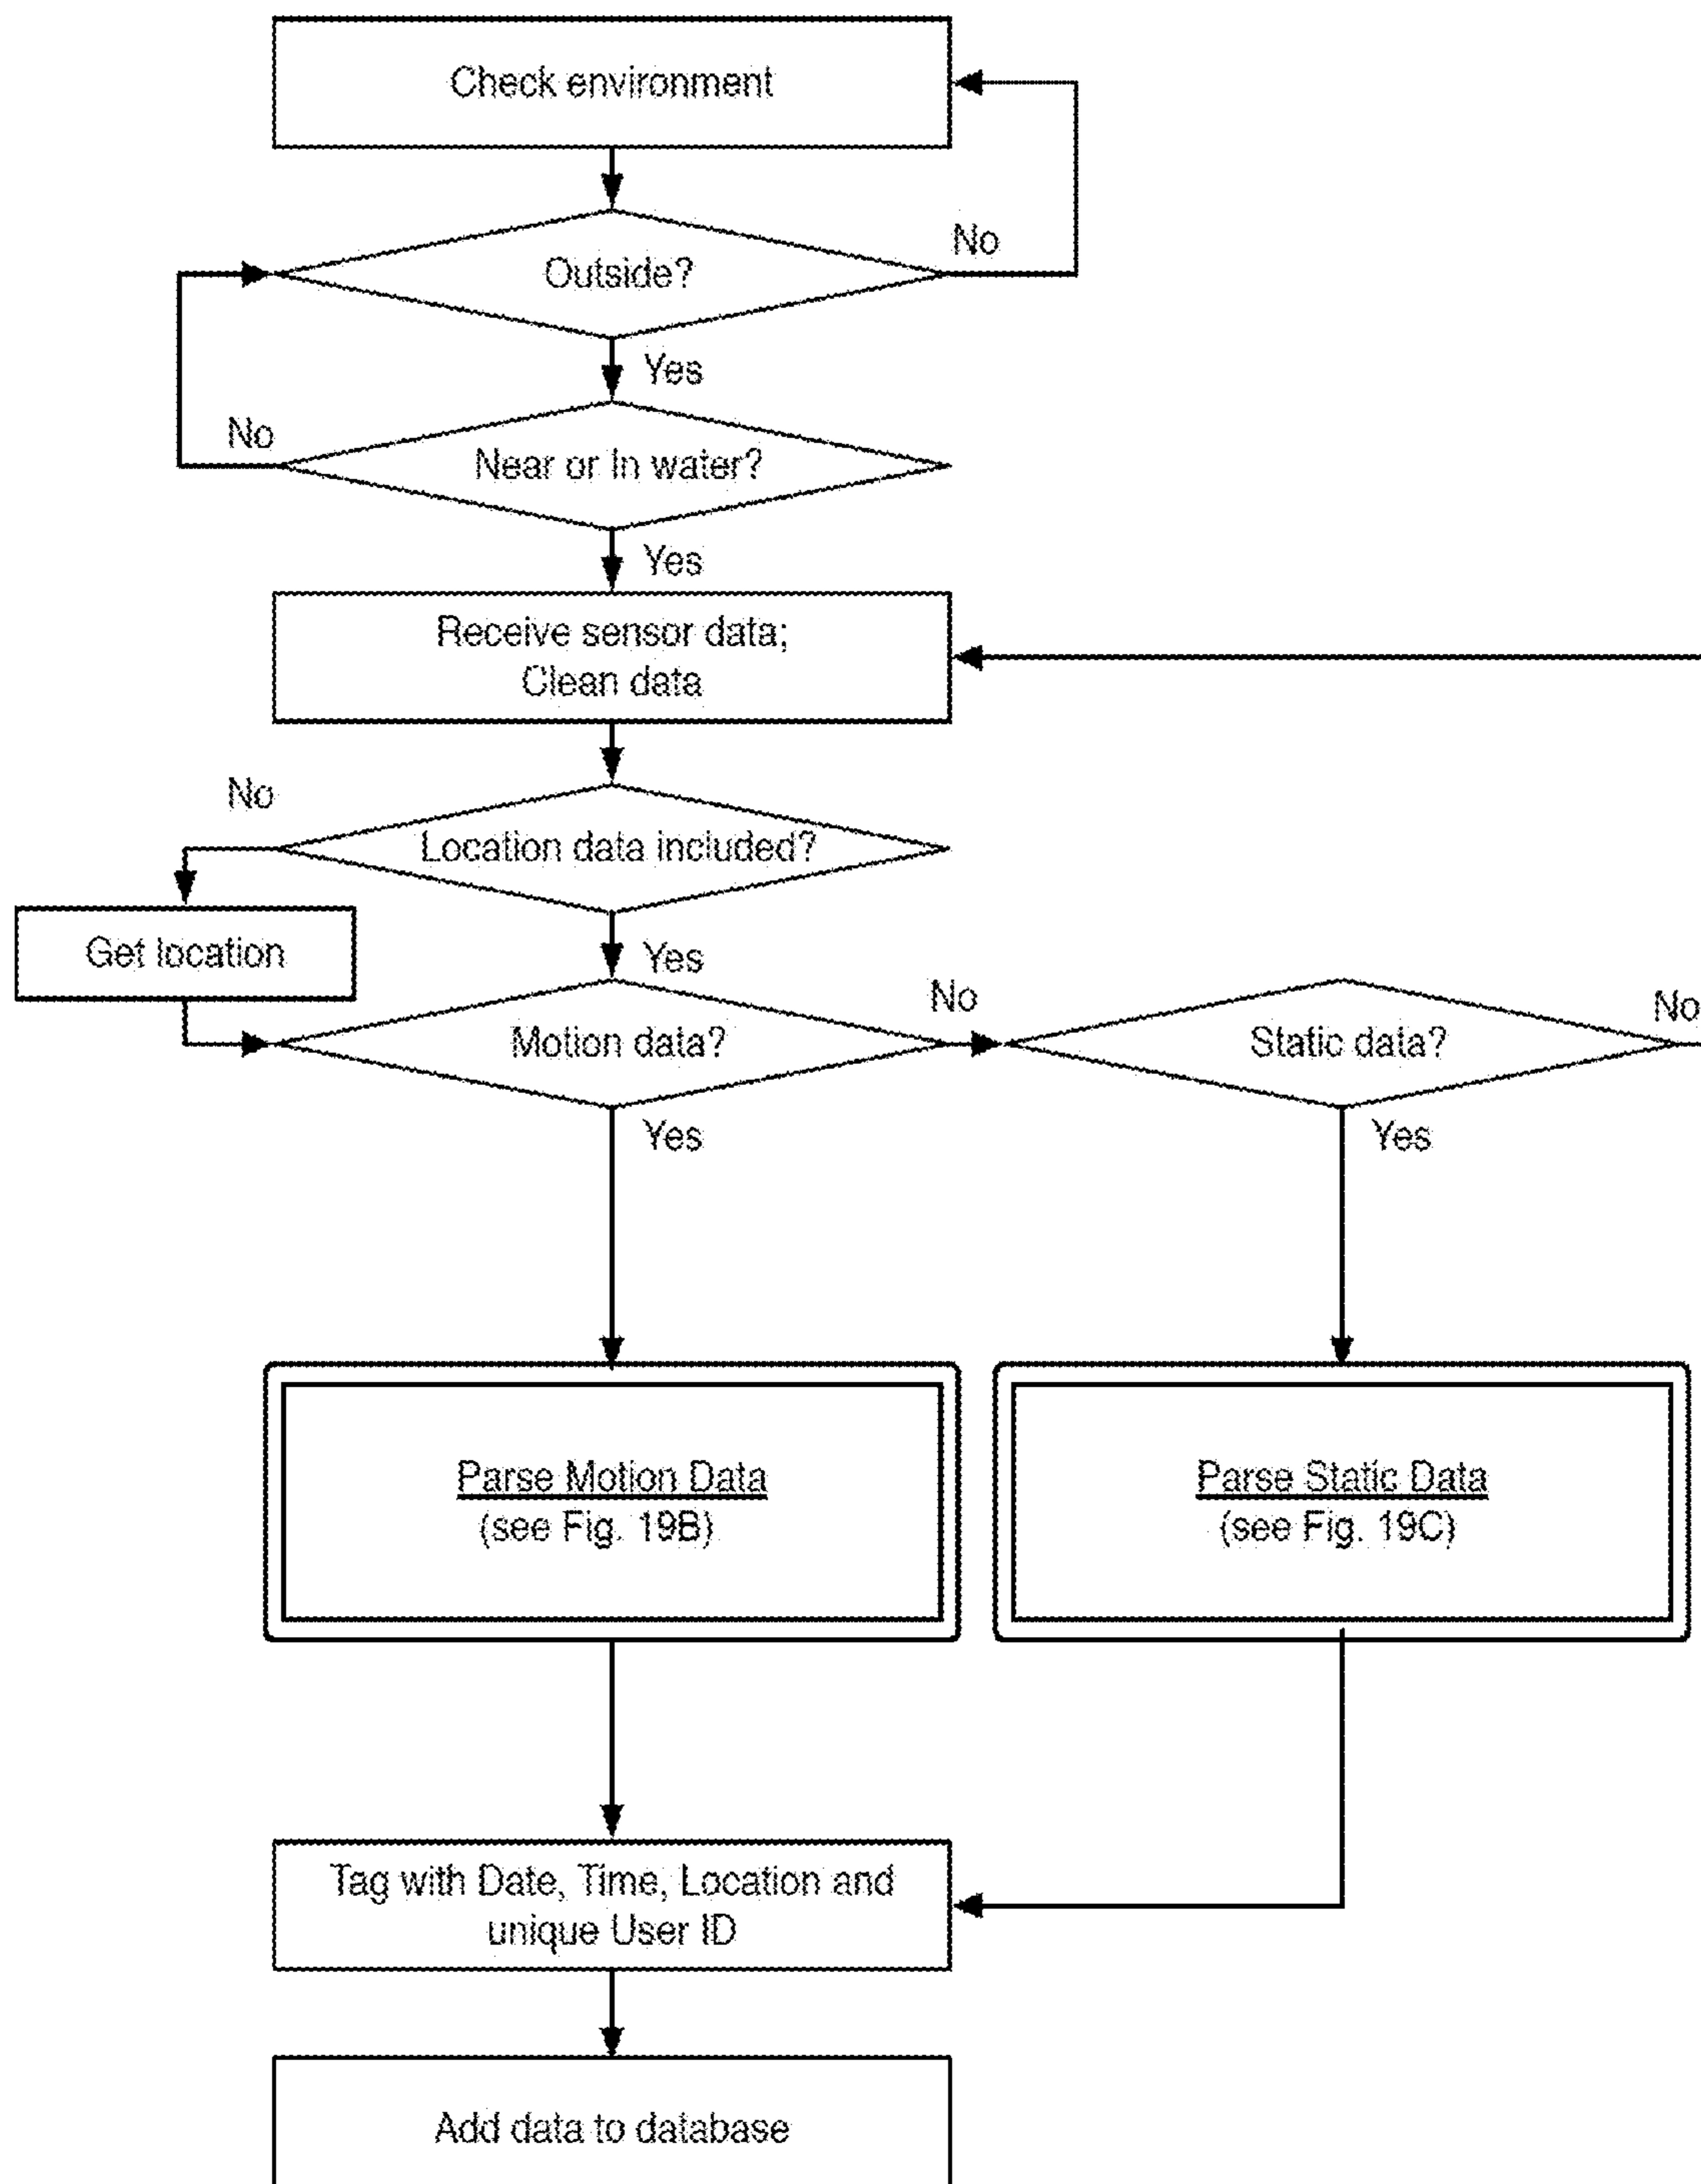 Check environment
No
Outside?
Yes
No
Near or In water?
Yes
Receive sensor data;
Clean data
No
Location data included?
Get location
Yes
No
No
Motion data?
Static data?
Yes
Yes
Parse Motion Data
(see Fig. 19B)
Parse Static Data
(see Fig. 19C)
Tag with Date, Time, Location and
unique User ID
Add data to database